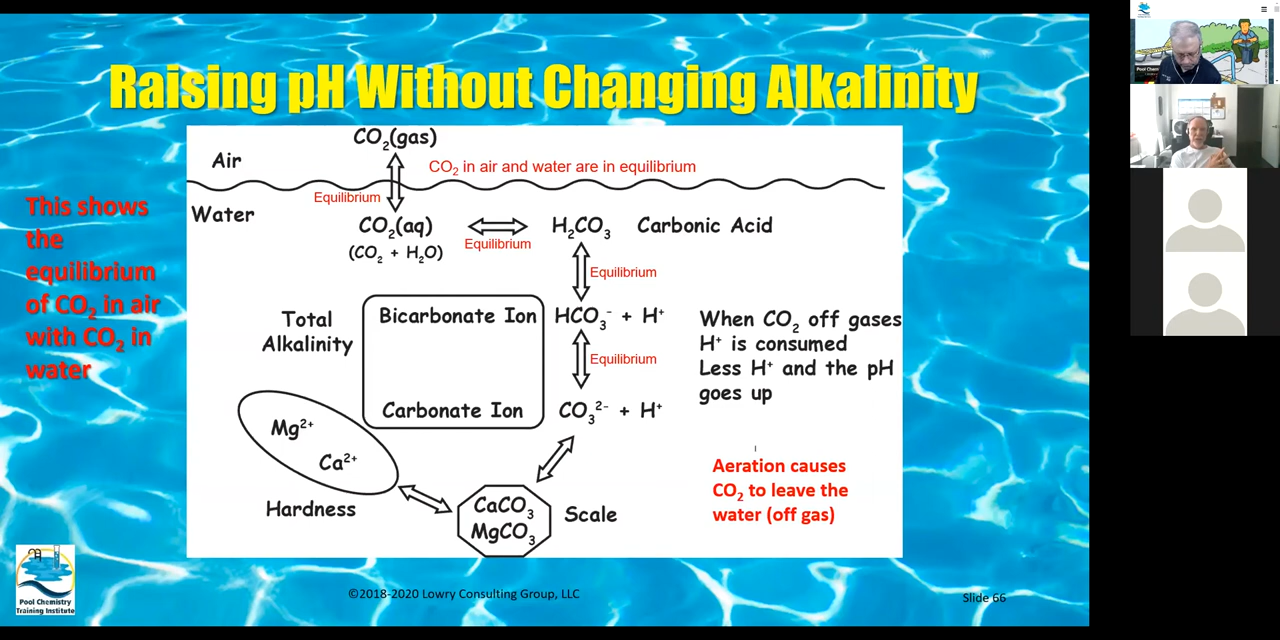 Raising pH Without Changing Alkalinity
This shows
the
equilibrium
of CO₂ in air
with CO₂ in
water
CO₂(gas)
Air
CO₂ in air and water are in equilibrium
Equilibrium
Water
CO₂(aq)
(CO₂ + H₂O)
Equilibrium
H₂CO₃
Carbonic Acid
Equilibrium
Total
Alkalinity
Bicarbonate Ion
HCO₃⁻ + H⁺
Equilibrium
Carbonate Ion
CO₃²⁻ + H⁺
When CO₂ off gases
H⁺ is consumed
Less H⁺ and the pH
goes up
Mg²⁺
Ca²⁺
Hardness
CaCO₃
MgCO₃
Scale
Aeration causes
CO₂ to leave the
water (off gas)
Pool Chemistry
Training Institute
©2018-2020 Lowry Consulting Group, LLC
Slide 66